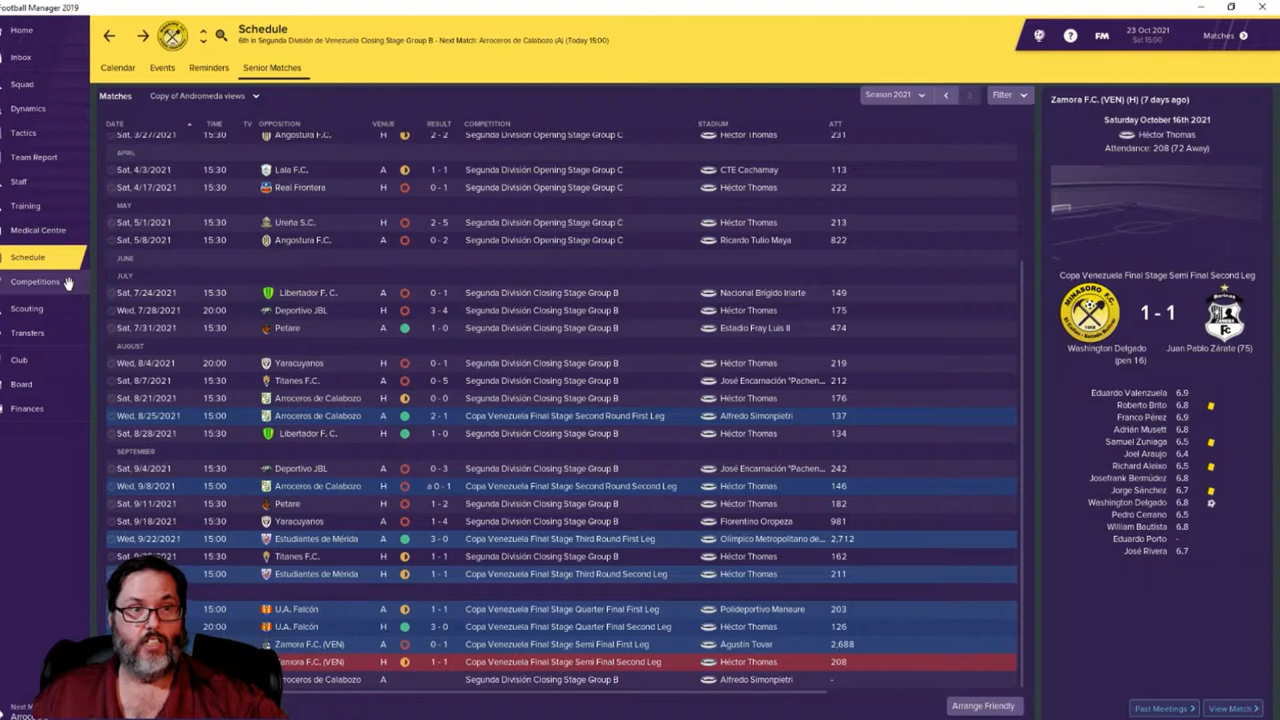 Football Manager 2019
Home
Inbox
Squad
Dynamics
Tactics
Team Report
Staff
Training
Medical Centre
Schedule
Competitions
Scouting
Transfers
Club
Board
Finances
Schedule
6th in Segunda División de Venezuela Closing Stage Group B - Next Match: Arroceros de Calabozo (A) (Today 15:00)
Calendar Events Reminders Senior Matches
? FM 23 Oct 2021 Sat 15:00 Matches
Matches Copy of Andromeda views Season 2021 Filter
DATE TIME TV OPPOSITION VENUE RESULT COMPETITION STADIUM ATT
Sat, 3/27/2021 15:30 Angostura F.C. H 2 - 2 Segunda División Opening Stage Group C Héctor Thomas 231
APRIL
Sat, 4/3/2021 15:30 Lala F.C. A 1 - 1 Segunda División Opening Stage Group C CTE Cachamay 113
Sat, 4/17/2021 15:30 Real Frontera H 0 - 1 Segunda División Opening Stage Group C Héctor Thomas 222
MAY
Sat, 5/1/2021 15:30 Ureña S.C. H 2 - 5 Segunda División Opening Stage Group C Héctor Thomas 213
Sat, 5/8/2021 15:30 Angostura F.C. A 0 - 2 Segunda División Opening Stage Group C Ricardo Tulio Maya 822
JUNE
JULY
Sat, 7/24/2021 15:30 Libertador F. C. A 0 - 1 Segunda División Closing Stage Group B Nacional Brígido Iriarte 149
Wed, 7/28/2021 20:00 Deportivo JBL H 3 - 4 Segunda División Closing Stage Group B Héctor Thomas 175
Sat, 7/31/2021 15:30 Petare A 1 - 0 Segunda División Closing Stage Group B Estadio Fray Luis II 474
AUGUST
Wed, 8/4/2021 20:00 Yaracuyanos H 0 - 1 Segunda División Closing Stage Group B Héctor Thomas 219
Sat, 8/7/2021 15:30 Titanes F.C. A 0 - 5 Segunda División Closing Stage Group B José Encarnación "Pachen... 212
Sat, 8/21/2021 15:30 Arroceros de Calabozo H 0 - 0 Segunda División Closing Stage Group B Héctor Thomas 176
Wed, 8/25/2021 15:00 Arroceros de Calabozo A 2 - 1 Copa Venezuela Final Stage Second Round First Leg Alfredo Simonpietri 137
Sat, 8/28/2021 15:30 Libertador F. C. H 1 - 0 Segunda División Closing Stage Group B Héctor Thomas 134
SEPTEMBER
Sat, 9/4/2021 15:30 Deportivo JBL A 0 - 3 Segunda División Closing Stage Group B José Encarnación "Pachen... 242
Wed, 9/8/2021 15:00 Arroceros de Calabozo H a 0 - 1 Copa Venezuela Final Stage Second Round Second Leg Héctor Thomas 146
Sat, 9/11/2021 15:30 Petare H 1 - 2 Segunda División Closing Stage Group B Héctor Thomas 182
Sat, 9/18/2021 15:30 Yaracuyanos A 1 - 4 Segunda División Closing Stage Group B Florentino Oropeza 981
Wed, 9/22/2021 15:00 Estudiantes de Mérida A 3 - 0 Copa Venezuela Final Stage Third Round First Leg Olímpico Metropolitano de... 2,712
Sat, 15:30 Titanes F.C. H 1 - 1 Segunda División Closing Stage Group B Héctor Thomas 162
15:00 Estudiantes de Mérida H 1 - 1 Copa Venezuela Final Stage Third Round Second Leg Héctor Thomas 211
15:00 U.A. Falcón A 1 - 1 Copa Venezuela Final Stage Quarter Final First Leg Polideportivo Manaure 203
20:00 U.A. Falcón H 3 - 0 Copa Venezuela Final Stage Quarter Final Second Leg Héctor Thomas 126
Zamora F.C. (VEN) A 0 - 1 Copa Venezuela Final Stage Semi Final First Leg Agustín Tovar 2,688
Zamora F.C. (VEN) H 1 - 1 Copa Venezuela Final Stage Semi Final Second Leg Héctor Thomas 208
Arroceros de Calabozo A Segunda División Closing Stage Group B Alfredo Simonpietri -
Arrange Friendly
Zamora F.C. (VEN) (H) (7 days ago)
Saturday October 16th 2021
Héctor Thomas
Attendance: 208 (72 Away)
Copa Venezuela Final Stage Semi Final Second Leg
MINASORO F.C. 1 - 1
Washington Delgado (pen 16)
Juan Pablo Zárate (75)
Eduardo Valenzuela 6.9
Roberto Brito 6.8
Franco Pérez 6.9
Adrián Musett 6.8
Samuel Zuniaga 6.5
Joel Araujo 6.4
Richard Aleixo 6.5
Josefrank Bermúdez 6.8
Jorge Sánchez 6.7
Washington Delgado 6.8
Pedro Cerrano 6.5
William Bautista 6.8
Eduardo Porto -
José Rivera 6.7
Past Meetings View Match